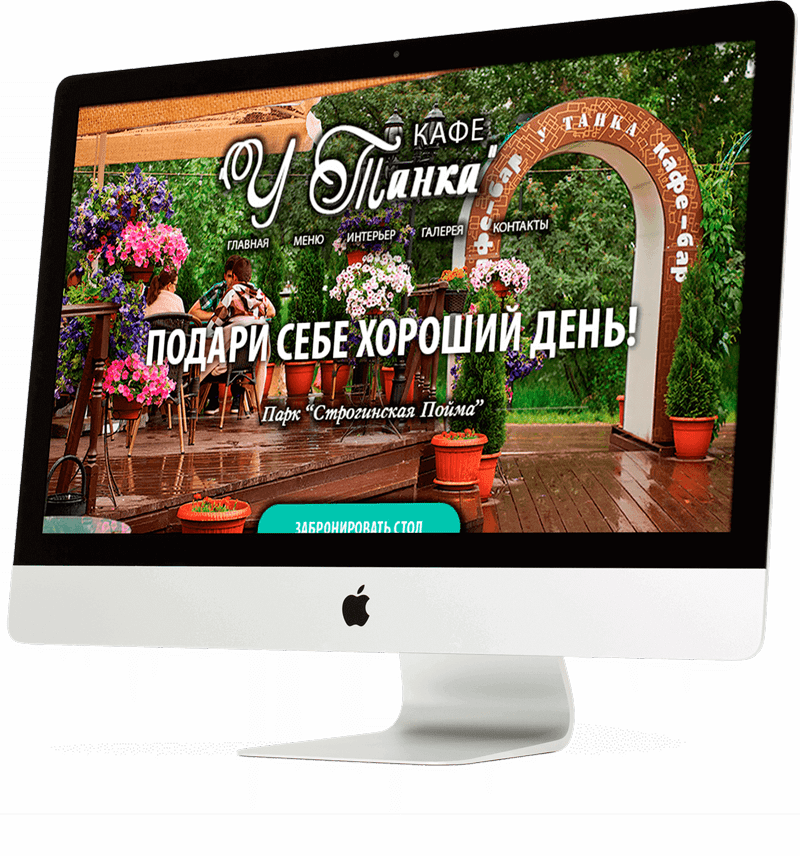 КАФЕ
"У Танка"
ГЛАВНАЯ МЕНЮ ИНТЕРЬЕР ГАЛЕРЕЯ КОНТАКТЫ
У ТАНКА кафе-бар
фе-бар
ПОДАРИ СЕБЕ ХОРОШИЙ ДЕНЬ!
Парк "Строгинская Пойма"
ЗАБРОНИРОВАТЬ СТОЛ